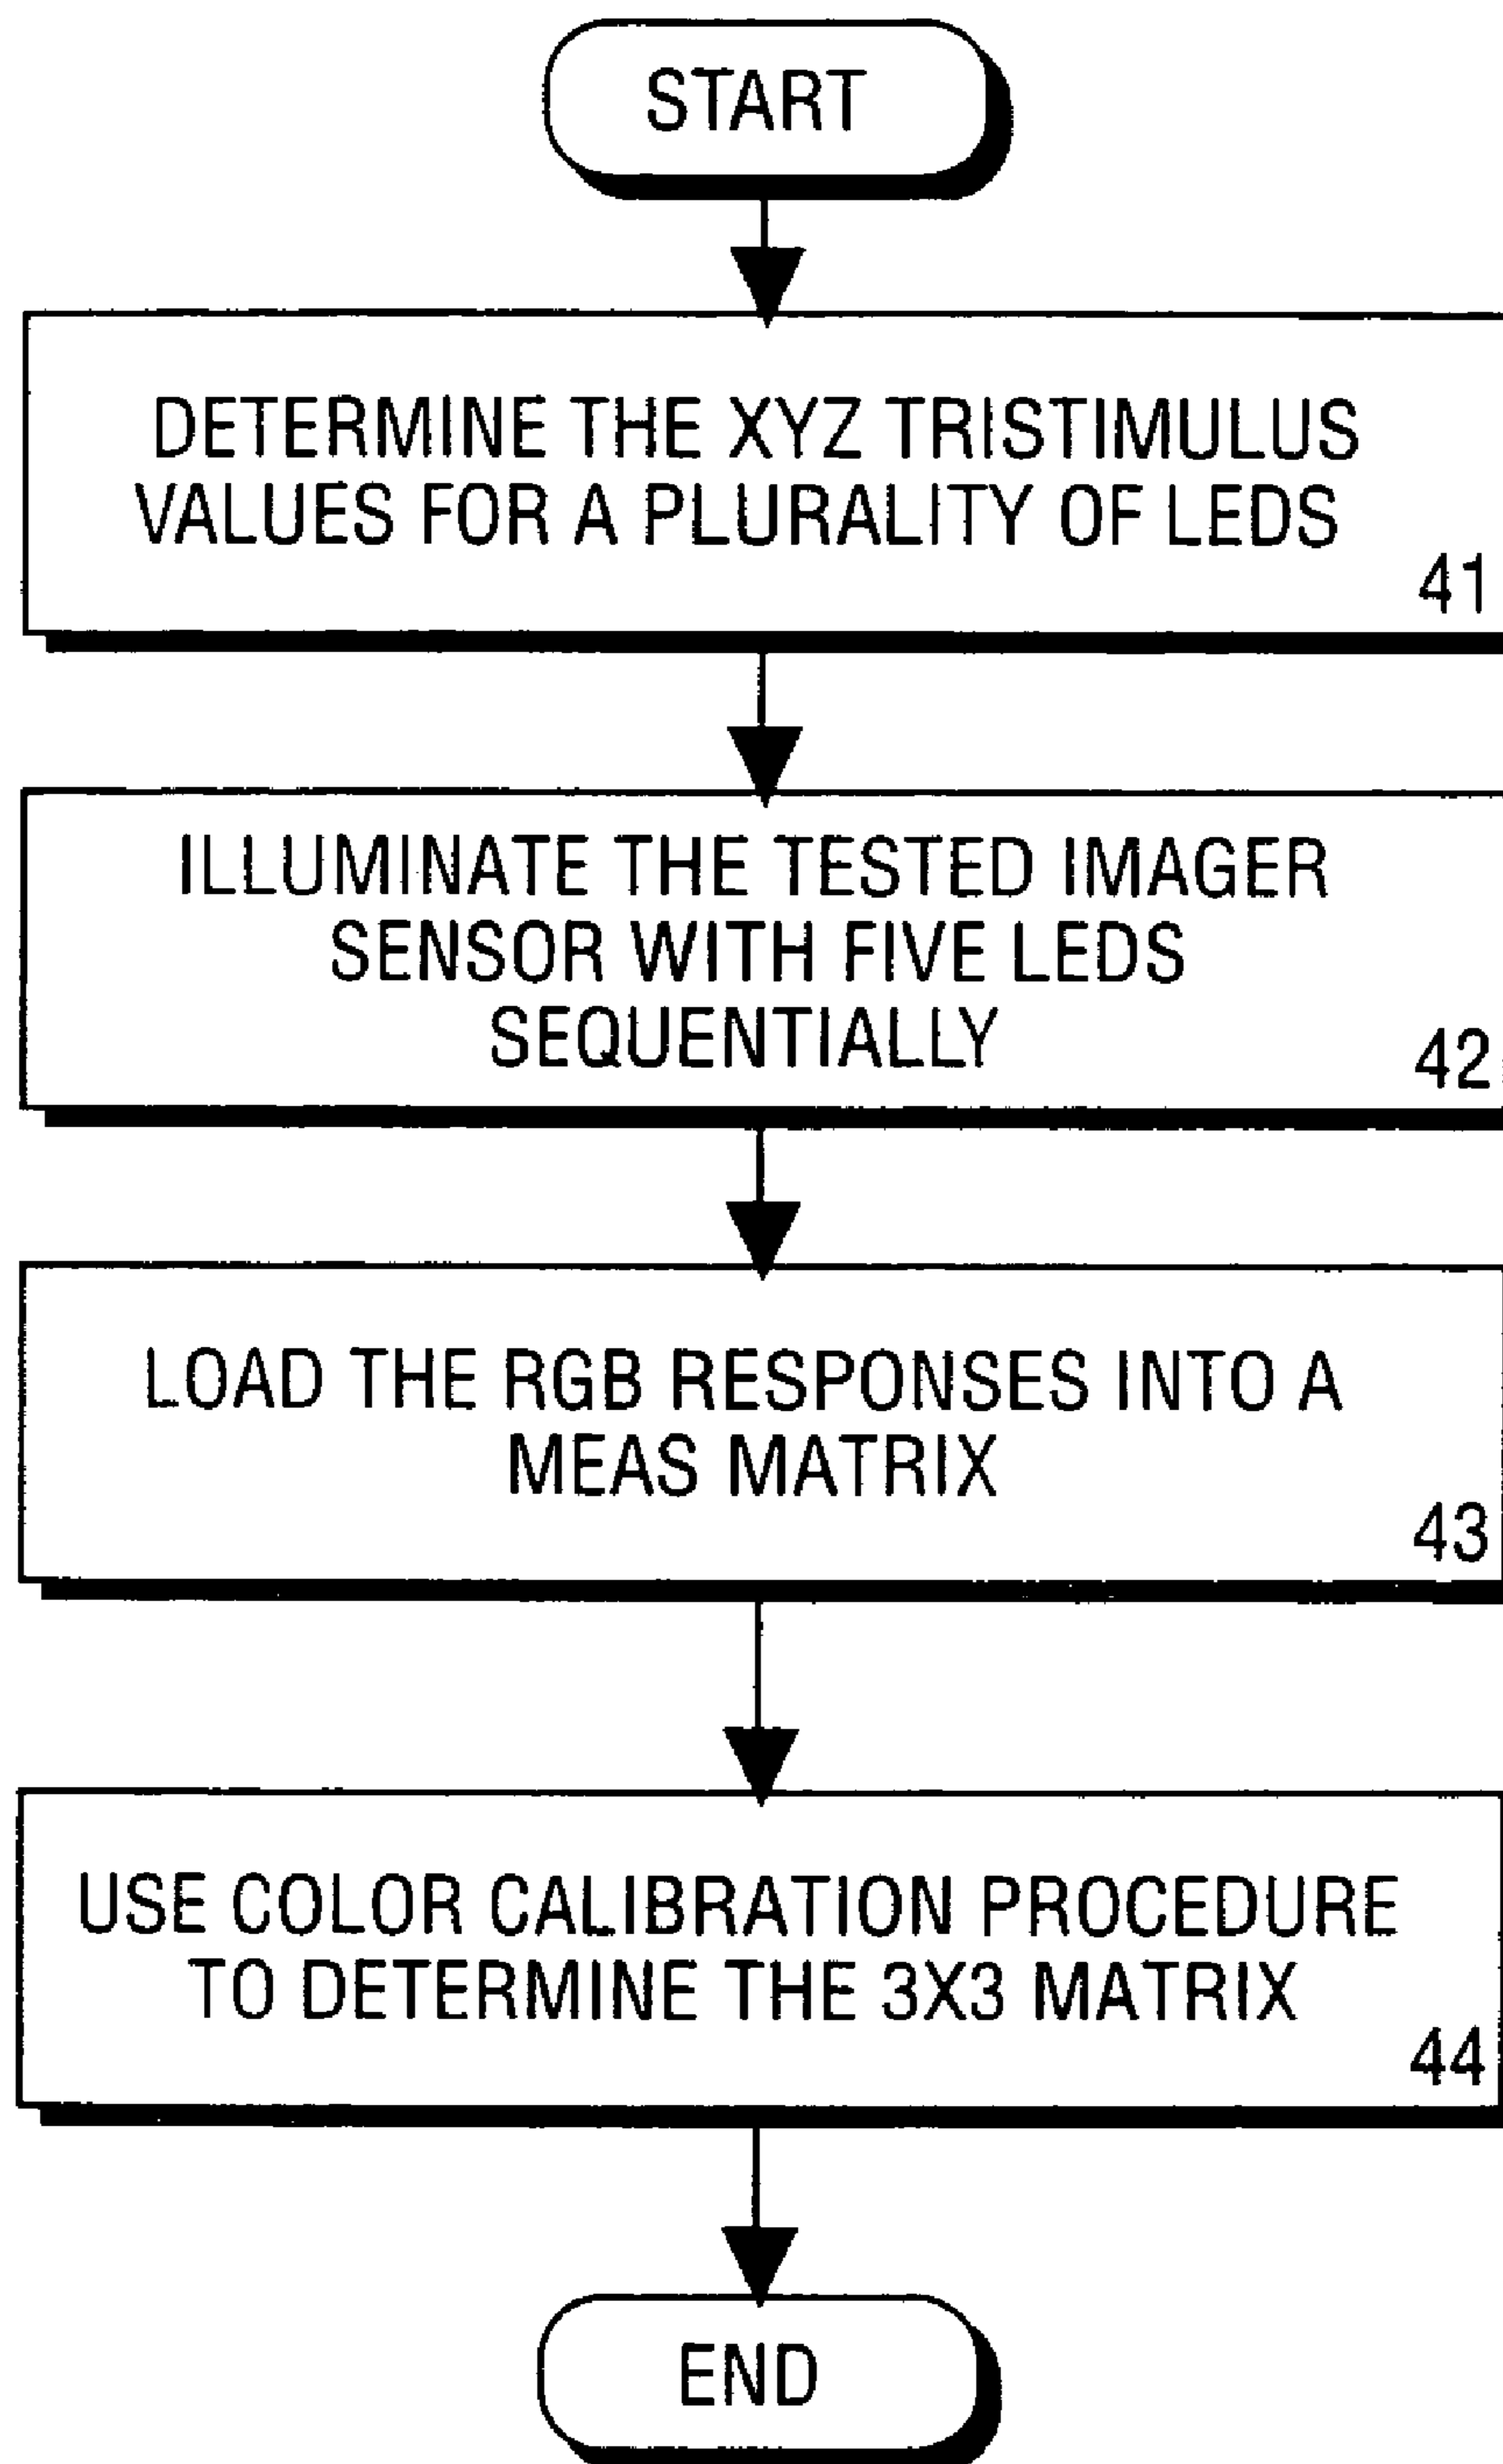 START
DETERMINE THE XYZ TRISTIMULUS
VALUES FOR A PLURALITY OF LEDS
41
ILLUMINATE THE TESTED IMAGER
SENSOR WITH FIVE LEDS
SEQUENTIALLY
42
LOAD THE RGB RESPONSES INTO A
MEAS MATRIX
43
USE COLOR CALIBRATION PROCEDURE
TO DETERMINE THE 3X3 MATRIX
44
END